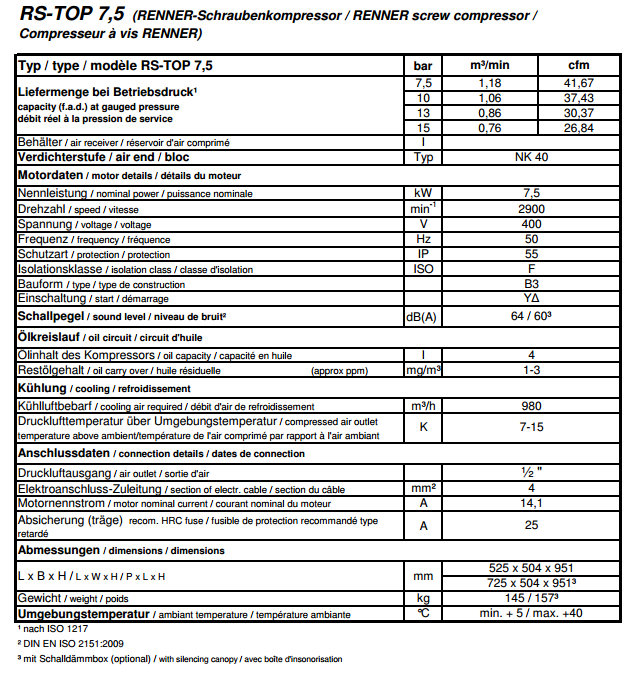 RS-TOP 7,5 (RENNER-Schraubenkompressor / RENNER screw compressor /
Compresseur à vis RENNER)
Typ / type / modèle RS-TOP 7,5 bar m³/min cfm
Liefermenge bei Betriebsdruck¹
capacity (f.a.d.) at gauged pressure
débit réel à la pression de service
7,5 1,18 41,67
10 1,06 37,43
13 0,86 30,37
15 0,76 26,84
Behälter / air receiver / réservoir d'air comprimé l
Verdichterstufe / air end / bloc Typ NK 40
Motordaten / motor details / détails du moteur
Nennleistung / nominal power / puissance nominale kW 7,5
Drehzahl / speed / vitesse min⁻¹ 2900
Spannung / voltage / voltage V 400
Frequenz / frequency / fréquence Hz 50
Schutzart / protection / protection IP 55
Isolationsklasse / isolation class / classe d'isolation ISO F
Bauform / type / type de construction B3
Einschaltung / start / démarrage YΔ
Schallpegel / sound level / niveau de bruit² dB(A) 64 / 60³
Ölkreislauf / oil circuit / circuit d'huile
Ölinhalt des Kompressors / oil capacity / capacité en huile l 4
Restölgehalt / oil carry over / huile résiduelle (approx ppm) mg/m³ 1-3
Kühlung / cooling / refroidissement
Kühlluftbedarf / cooling air required / débit d'air de refroidissement m³/h 980
Drucklufttemperatur über Umgebungstemperatur / compressed air outlet
temperature above ambient/température de l'air comprimé par rapport à l'air ambiant K 7-15
Anschlussdaten / connection details / dates de connection
Druckluftausgang / air outlet / sortie d'air ½ "
Elektroanschluss-Zuleitung / section of electr. cable / section du câble mm² 4
Motornennstrom / motor nominal current / courant nominal du moteur A 14,1
Absicherung (träge) recom. HRC fuse / fusible de protection recommandé type
retardé A 25
Abmessungen / dimensions / dimensions
L x B x H / L x W x H / P x L x H mm 525 x 504 x 951
725 x 504 x 951³
Gewicht / weight / poids kg 145 / 157³
Umgebungstemperatur / ambient temperature / température ambiante °C min. + 5 / max. +40
¹ nach ISO 1217
² DIN EN ISO 2151:2009
³ mit Schalldämmbox (optional) / with silencing canopy / avec boîte d'insonorisation